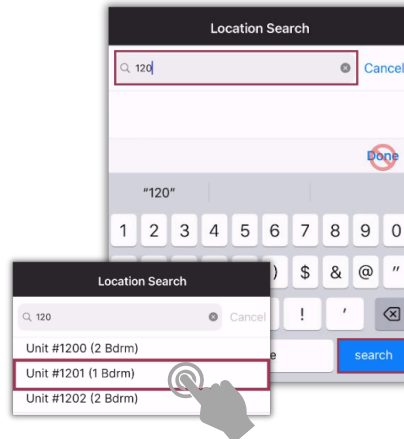 Location Search
120
Cancel
Done
"120"
1 2 3 4 5 6 7 8 9 0
) $ & @ "
! '
e
search
Location Search
120
Cancel
Unit #1200 (2 Bdrm)
Unit #1201 (1 Bdrm)
Unit #1202 (2 Bdrm)